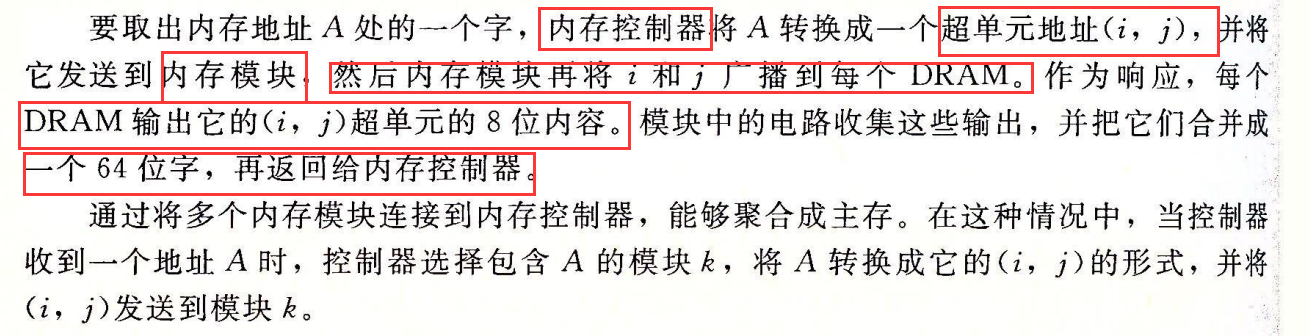 要取出内存地址 A 处的一个字，内存控制器将 A 转换成一个超单元地址(i，j)，并将
它发送到内存模块，然后内存模块再将 i 和 j 广播到每个 DRAM。作为响应，每个
DRAM 输出它的(i，j)超单元的 8 位内容。模块中的电路收集这些输出，并把它们合并成
一个 64 位字，再返回给内存控制器。
通过将多个内存模块连接到内存控制器，能够聚合成主存。在这种情况中，当控制器
收到一个地址 A 时，控制器选择包含 A 的模块 k，将 A 转换成它的(i，j)的形式，并将
(i，j)发送到模块 k。